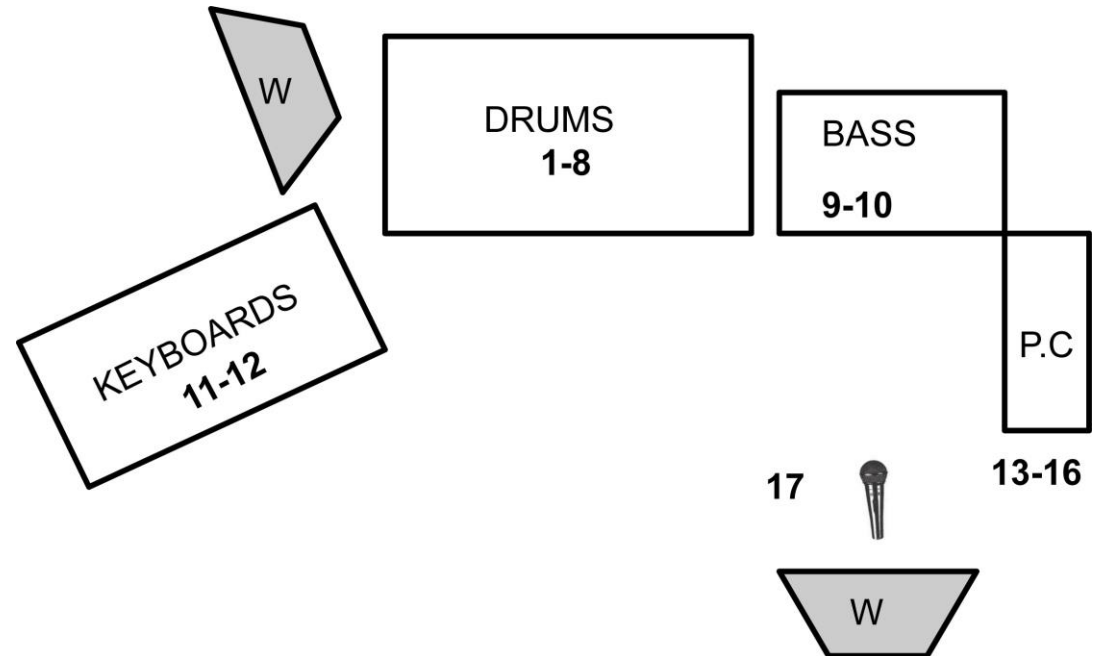 W
DRUMS
1-8
BASS
9-10
KEYBOARDS
11-12
P.C
13-16
17
W